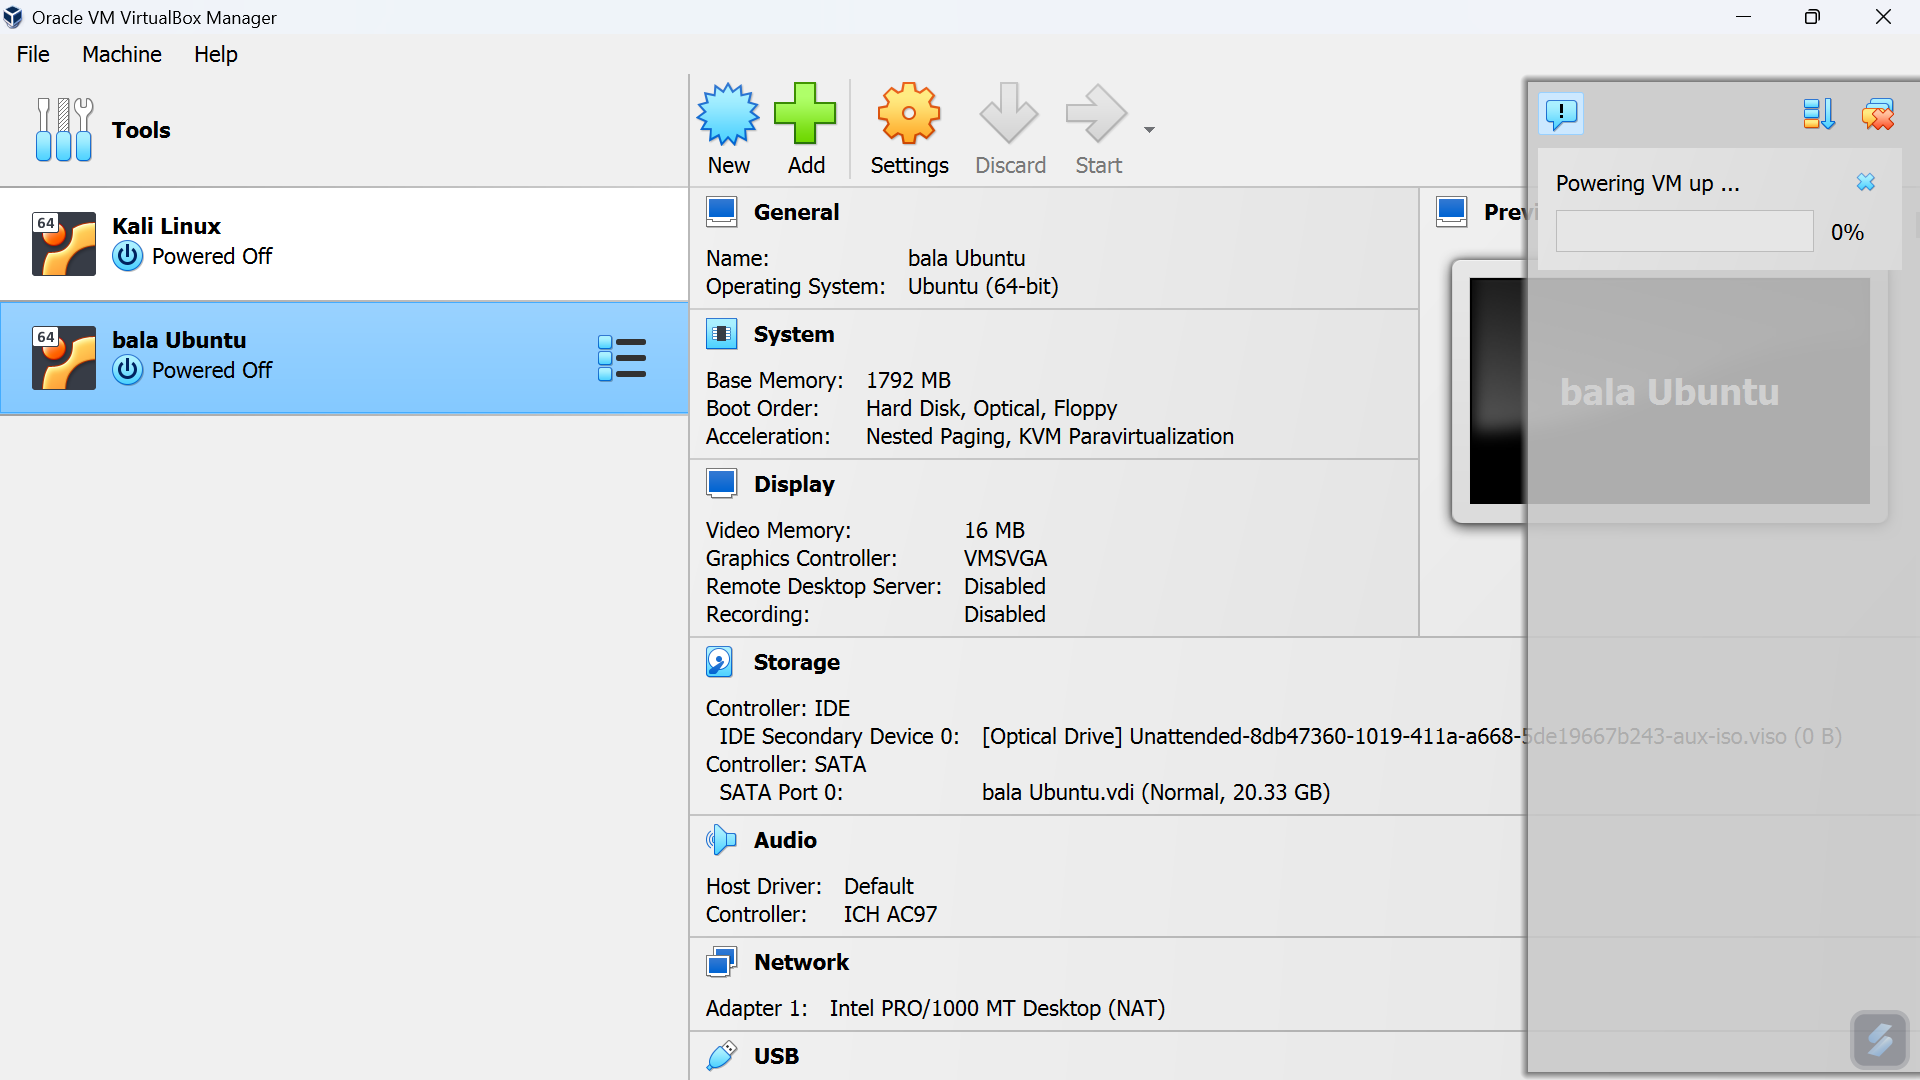 Oracle VM VirtualBox Manager
File Machine Help
Tools
New Add Settings Discard Start
64
Kali Linux
Powered Off
64
bala Ubuntu
Powered Off
General
Name: bala Ubuntu
Operating System: Ubuntu (64-bit)
System
Base Memory: 1792 MB
Boot Order: Hard Disk, Optical, Floppy
Acceleration: Nested Paging, KVM Paravirtualization
Display
Video Memory: 16 MB
Graphics Controller: VMSVGA
Remote Desktop Server: Disabled
Recording: Disabled
Storage
Controller: IDE
IDE Secondary Device 0: [Optical Drive] Unattended-8db47360-1019-411a-a668-5de19667b243-aux-iso.viso (0 B)
Controller: SATA
SATA Port 0: bala Ubuntu.vdi (Normal, 20.33 GB)
Audio
Host Driver: Default
Controller: ICH AC97
Network
Adapter 1: Intel PRO/1000 MT Desktop (NAT)
USB
Previ
bala Ubuntu
Powering VM up ...
0%